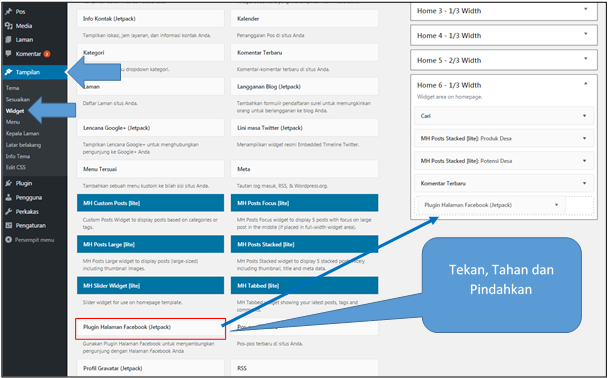 Pos
Media
Laman
Komentar 2
Tampilan
Tema
Sesuaikan
Widget
Menu
Kepala Laman
Latar belakang
Info Tema
Edit CSS
Plugin
Pengguna
Perkakas
Pengaturan
Persempit menu
Info Kontak (Jetpack)
Tampilkan lokasi, jam layanan, dan informasi kontak Anda.
Kategori
dropdown kategori.
Laman
Daftar Laman situs Anda.
Lencana Google+ (Jetpack)
Tampilkan Lencana Google+ untuk menghubungkan
pengunjung ke Google+ Anda
Menu Tersuai
Tambahkan sebuah menu kustom ke bilah sisi situs Anda.
MH Custom Posts [lite]
Custom Posts Widget to display posts based on categories or
tags.
MH Posts Large [lite]
MH Posts Large widget to display posts (large-sized)
including thumbnail images.
MH Slider Widget [lite]
Slider widget for use on homepage template.
Plugin Halaman Facebook (Jetpack)
Gunakan Plugin Halaman Facebook untuk menyambungkan
pengunjung dengan Halaman Facebook Anda
Profil Gravatar (Jetpack)
Kalender
Penanggalan Pos di situs Anda.
Komentar Terbaru
Komentar-komentar terbaru di situs Anda.
Langganan Blog (Jetpack)
Tambahkan formulir pendaftaran surel untuk memungkinkan
orang untuk berlangganan ke blog Anda.
Lini masa Twitter (Jetpack)
Menampilkan widget resmi Embedded Timeline Twitter.
Meta
Tautan log masuk, RSS, & WordPress.org.
MH Posts Focus [lite]
MH Posts Focus widget to display 5 posts with focus on large
post in the middle (if placed in full-width widget area).
MH Posts Stacked [lite]
MH Posts Stacked widget to display 5 stacked posts
including thumbnail, title and meta data.
MH Tabbed [lite]
MH Tabbed widget showing your latest posts, tags and
Pos-pos terbaru di situs Anda.
RSS
Home 3 - 1/3 Width
Home 4 - 1/3 Width
Home 5 - 2/3 Width
Home 6 - 1/3 Width
Widget area on homepage.
Cari
MH Posts Stacked [lite]: Produk Desa
MH Posts Stacked [lite]: Potensi Desa
Komentar Terbaru
Plugin Halaman Facebook (Jetpack)
Tekan, Tahan dan
Pindahkan